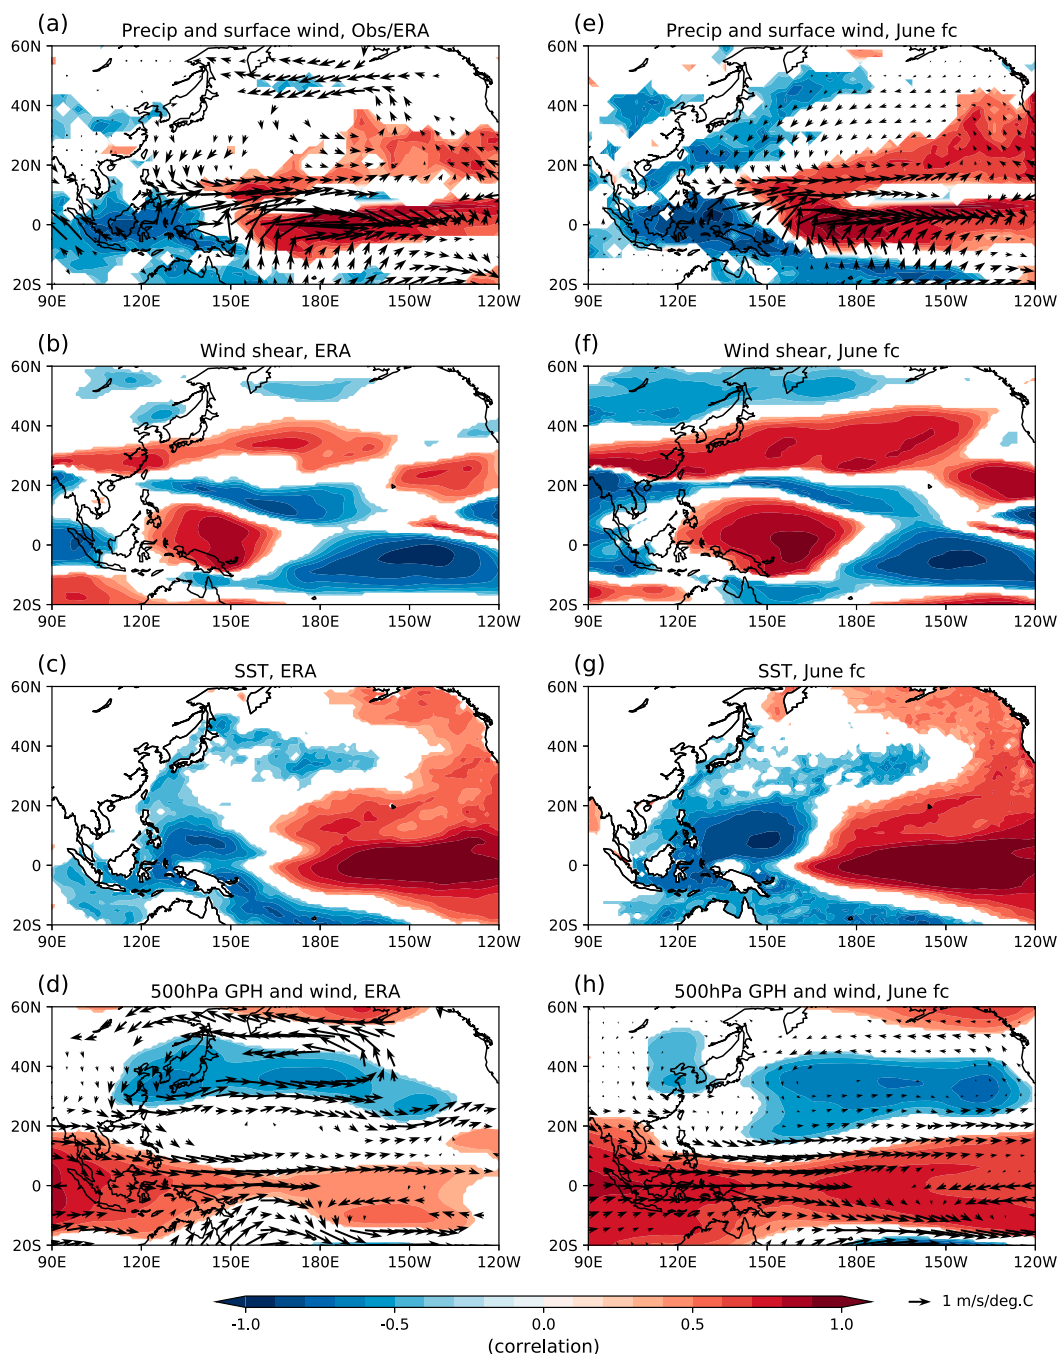 (a)
Precip and surface wind, Obs/ERA
60N
40N
20N
0
20S
90E 120E 150E 180E 150W 120W
(e)
Precip and surface wind, June fc
60N
40N
20N
0
20S
90E 120E 150E 180E 150W 120W
(b)
Wind shear, ERA
60N
40N
20N
0
20S
90E 120E 150E 180E 150W 120W
(f)
Wind shear, June fc
60N
40N
20N
0
20S
90E 120E 150E 180E 150W 120W
(c)
SST, ERA
60N
40N
20N
0
20S
90E 120E 150E 180E 150W 120W
(g)
SST, June fc
60N
40N
20N
0
20S
90E 120E 150E 180E 150W 120W
(d)
500hPa GPH and wind, ERA
60N
40N
20N
0
20S
90E 120E 150E 180E 150W 120W
(h)
500hPa GPH and wind, June fc
60N
40N
20N
0
20S
90E 120E 150E 180E 150W 120W
-1.0 -0.5 0.0 0.5 1.0
(correlation)
1 m/s/deg.C